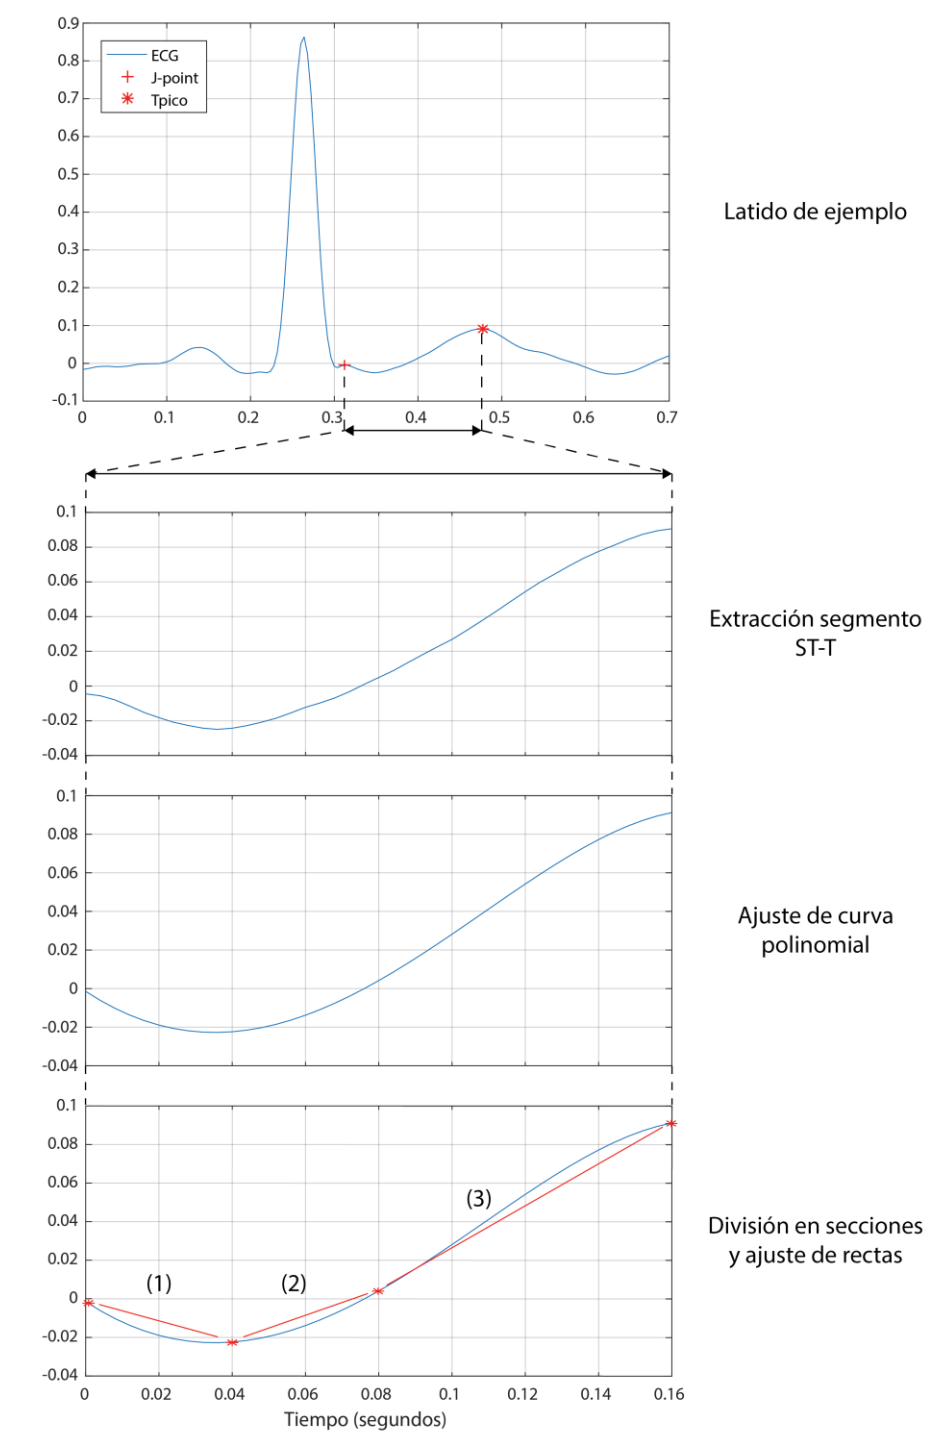 0.9
0.8
0.7
0.6
0.5
0.4
0.3
0.2
0.1
0
-0.1
ECG
J-point
Tpico
0 0.1 0.2 0.3 0.4 0.5 0.6 0.7
Latido de ejemplo
0.1
0.08
0.06
0.04
0.02
0
-0.02
-0.04
Extracción segmento
ST-T
0.1
0.08
0.06
0.04
0.02
0
-0.02
-0.04
Ajuste de curva
polinomial
0.1
0.08
0.06
0.04
0.02
0
-0.02
-0.04
(1) (2) (3)
0 0.02 0.04 0.06 0.08 0.1 0.12 0.14 0.16
Tiempo (segundos)
División en secciones
y ajuste de rectas